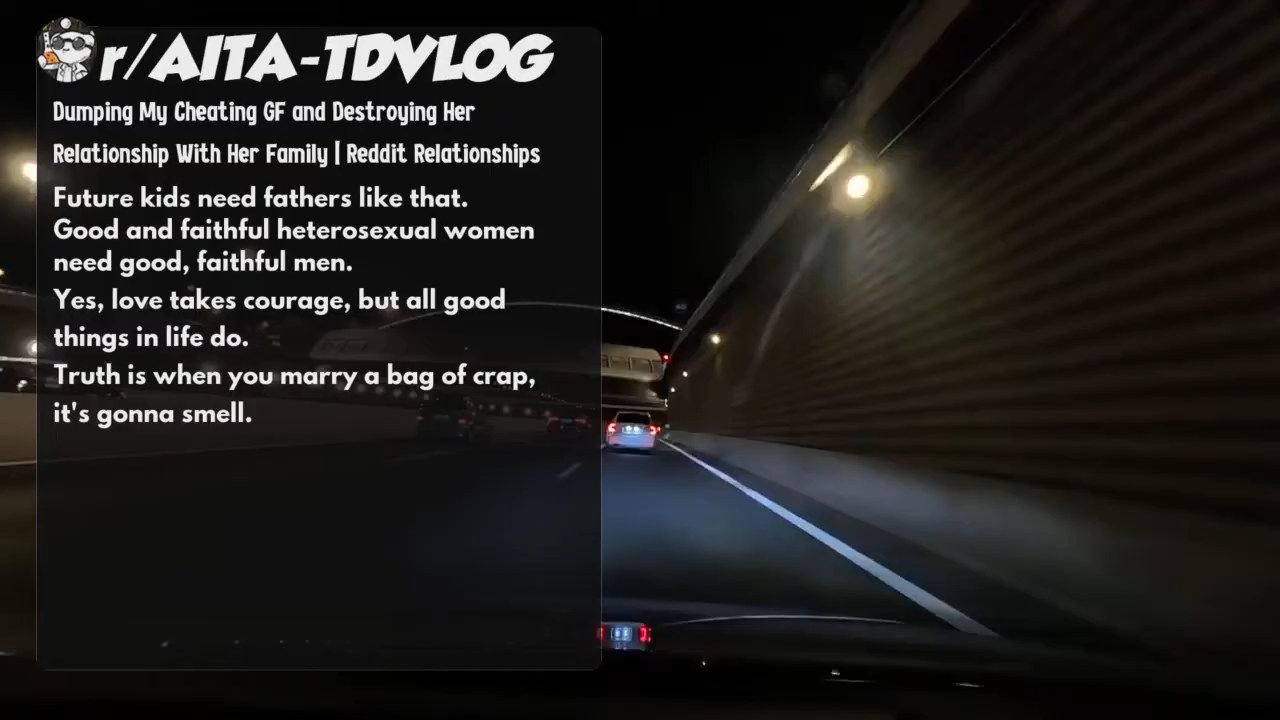 r/AITA-TDVLOG
Dumping My Cheating GF and Destroying Her
Relationship With Her Family | Reddit Relationships
Future kids need fathers like that.
Good and faithful heterosexual women
need good, faithful men.
Yes, love takes courage, but all good
things in life do.
Truth is when you marry a bag of crap,
it's gonna smell.